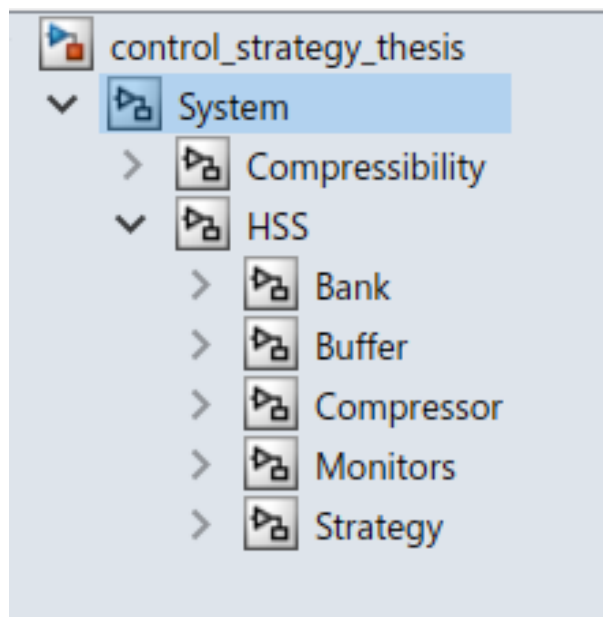 control_strategy_thesis
System
Compressibility
HSS
Bank
Buffer
Compressor
Monitors
Strategy